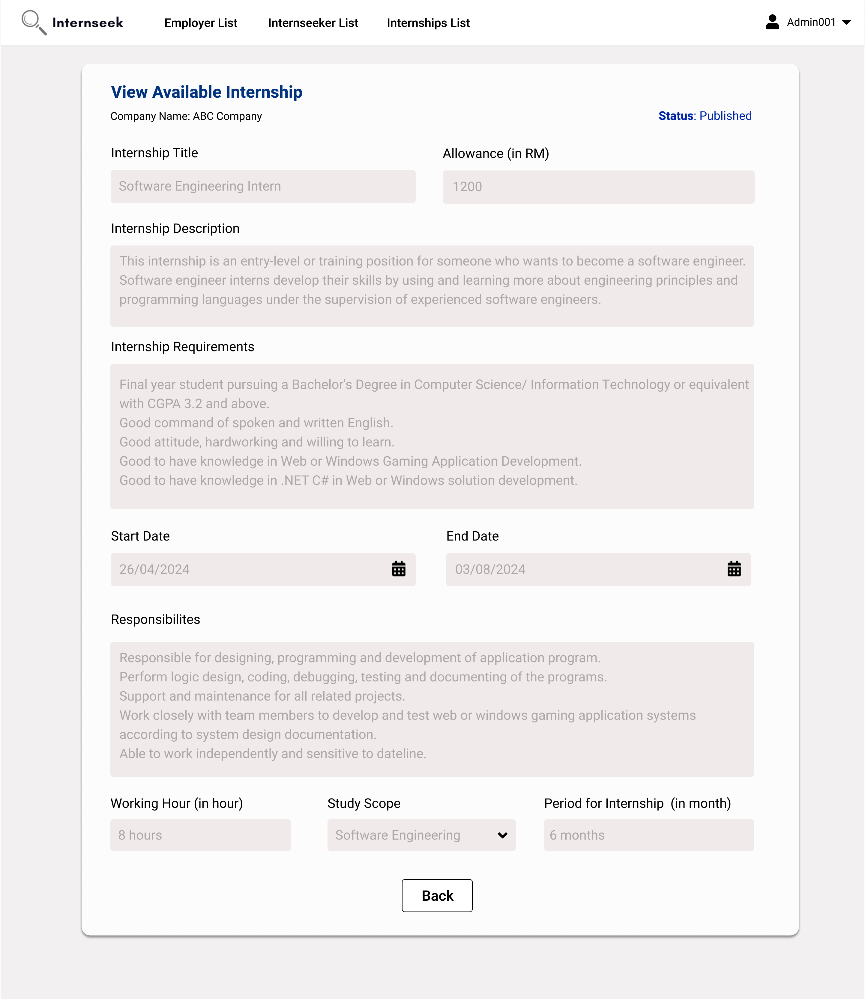 Internseek
Employer List
Internseeker List
Internships List
Admin001
View Available Internship
Company Name: ABC Company
Status: Published
Internship Title
Allowance (in RM)
Software Engineering Intern
1200
Internship Description
This internship is an entry-level or training position for someone who wants to become a software engineer.
Software engineer interns develop their skills by using and learning more about engineering principles and
programming languages under the supervision of experienced software engineers.
Internship Requirements
Final year student pursuing a Bachelor's Degree in Computer Science/ Information Technology or equivalent
with CGPA 3.2 and above.
Good command of spoken and written English.
Good attitude, hardworking and willing to learn.
Good to have knowledge in Web or Windows Gaming Application Development.
Good to have knowledge in .NET C# in Web or Windows solution development.
Start Date
End Date
26/04/2024
03/08/2024
Responsibilites
Responsible for designing, programming and development of application program.
Perform logic design, coding, debugging, testing and documenting of the programs.
Support and maintenance for all related projects.
Work closely with team members to develop and test web or windows gaming application systems
according to system design documentation.
Able to work independently and sensitive to dateline.
Working Hour (in hour)
Study Scope
Period for Internship  (in month)
8 hours
Software Engineering
6 months
Back